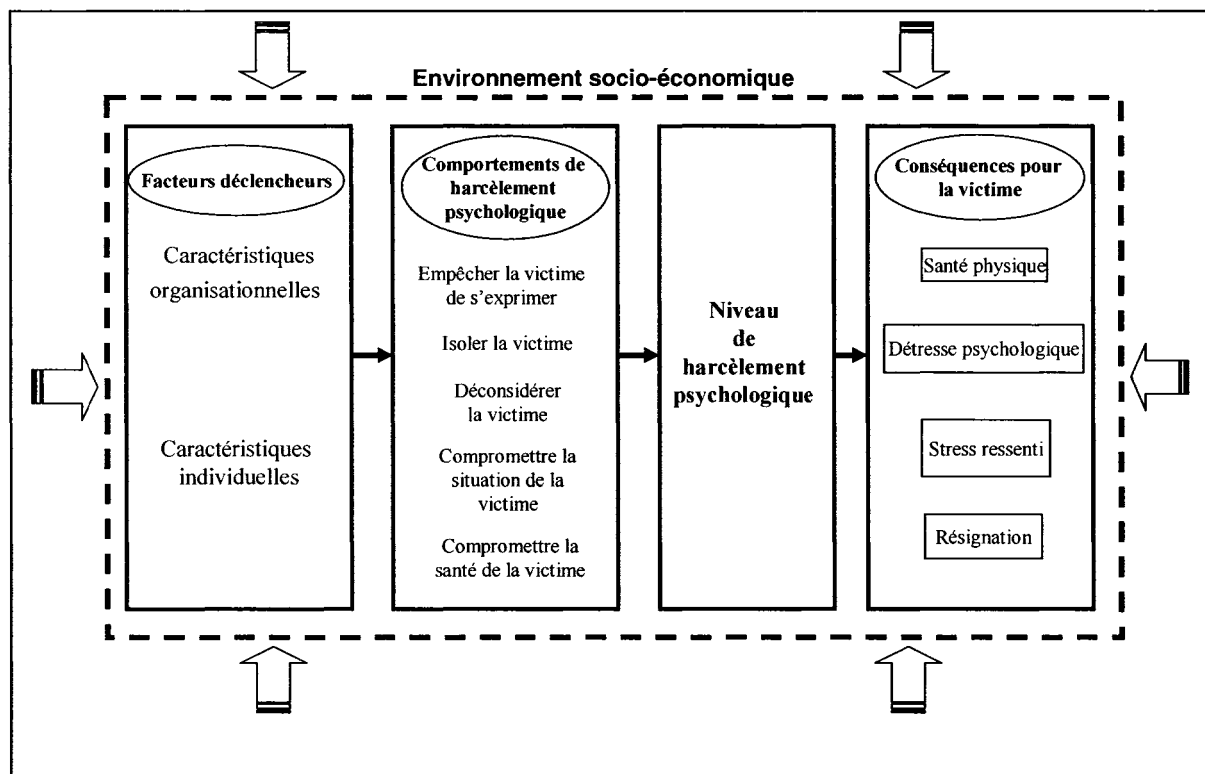 Environnement socio-économique
Facteurs déclencheurs
Caractéristiques
organisationnelles
Caractéristiques
individuelles
Comportements de
harcèlement
psychologique
Empêcher la victime
de s'exprimer
Isoler la victime
Déconsidérer
la victime
Compromettre la
situation de la
victime
Compromettre la
santé de la victime
Niveau
de
harcèlement
psychologique
Conséquences pour
la victime
Santé physique
Détresse psychologique
Stress ressenti
Résignation